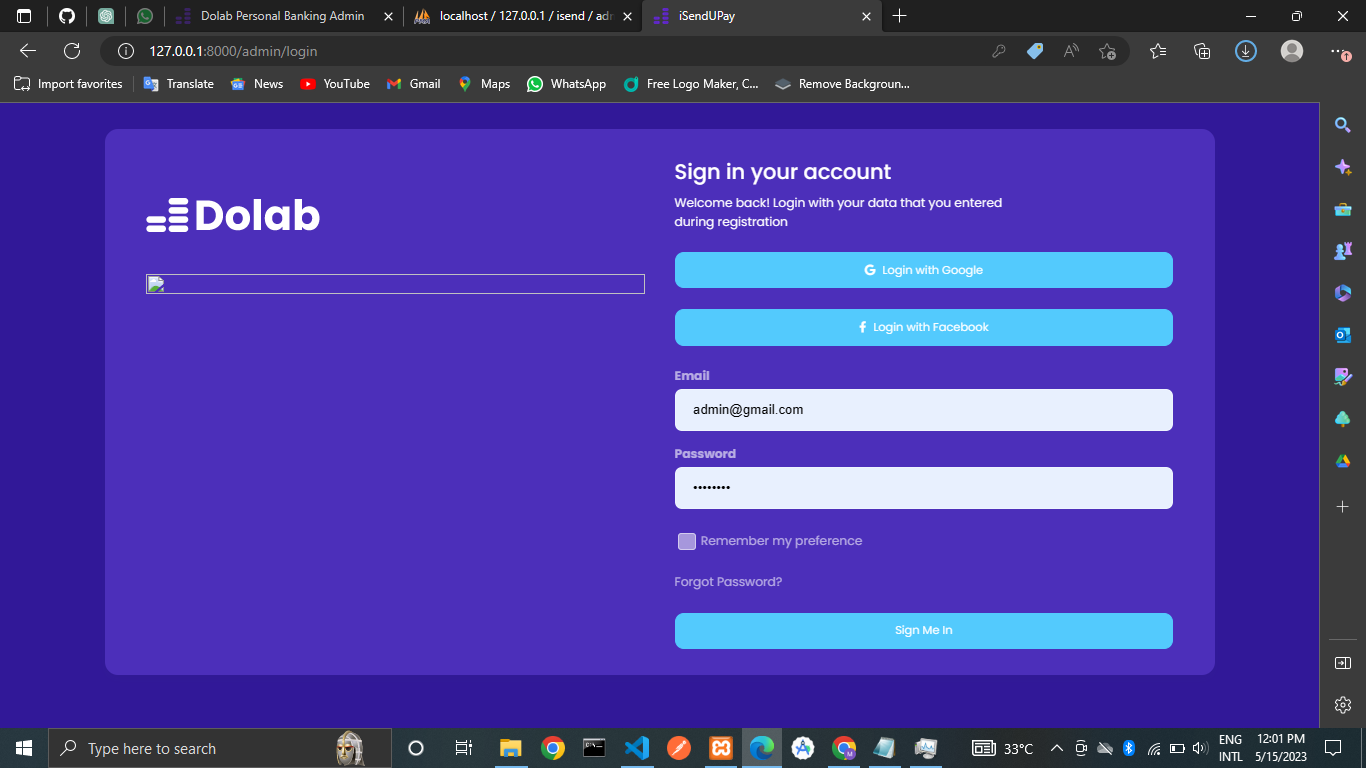 Dolab Personal Banking Admin
localhost / 127.0.0.1 / isend / adr
iSendUPay
127.0.0.1:8000/admin/login
Import favorites
Translate
News
YouTube
Gmail
Maps
WhatsApp
Free Logo Maker, C...
Remove Backgroun...
Dolab
Sign in your account
Welcome back! Login with your data that you entered
during registration
Login with Google
Login with Facebook
Email
admin@gmail.com
Password
••••••••
Remember my preference
Forgot Password?
Sign Me In
Type here to search
33°C
ENG
INTL
12:01 PM
5/15/2023